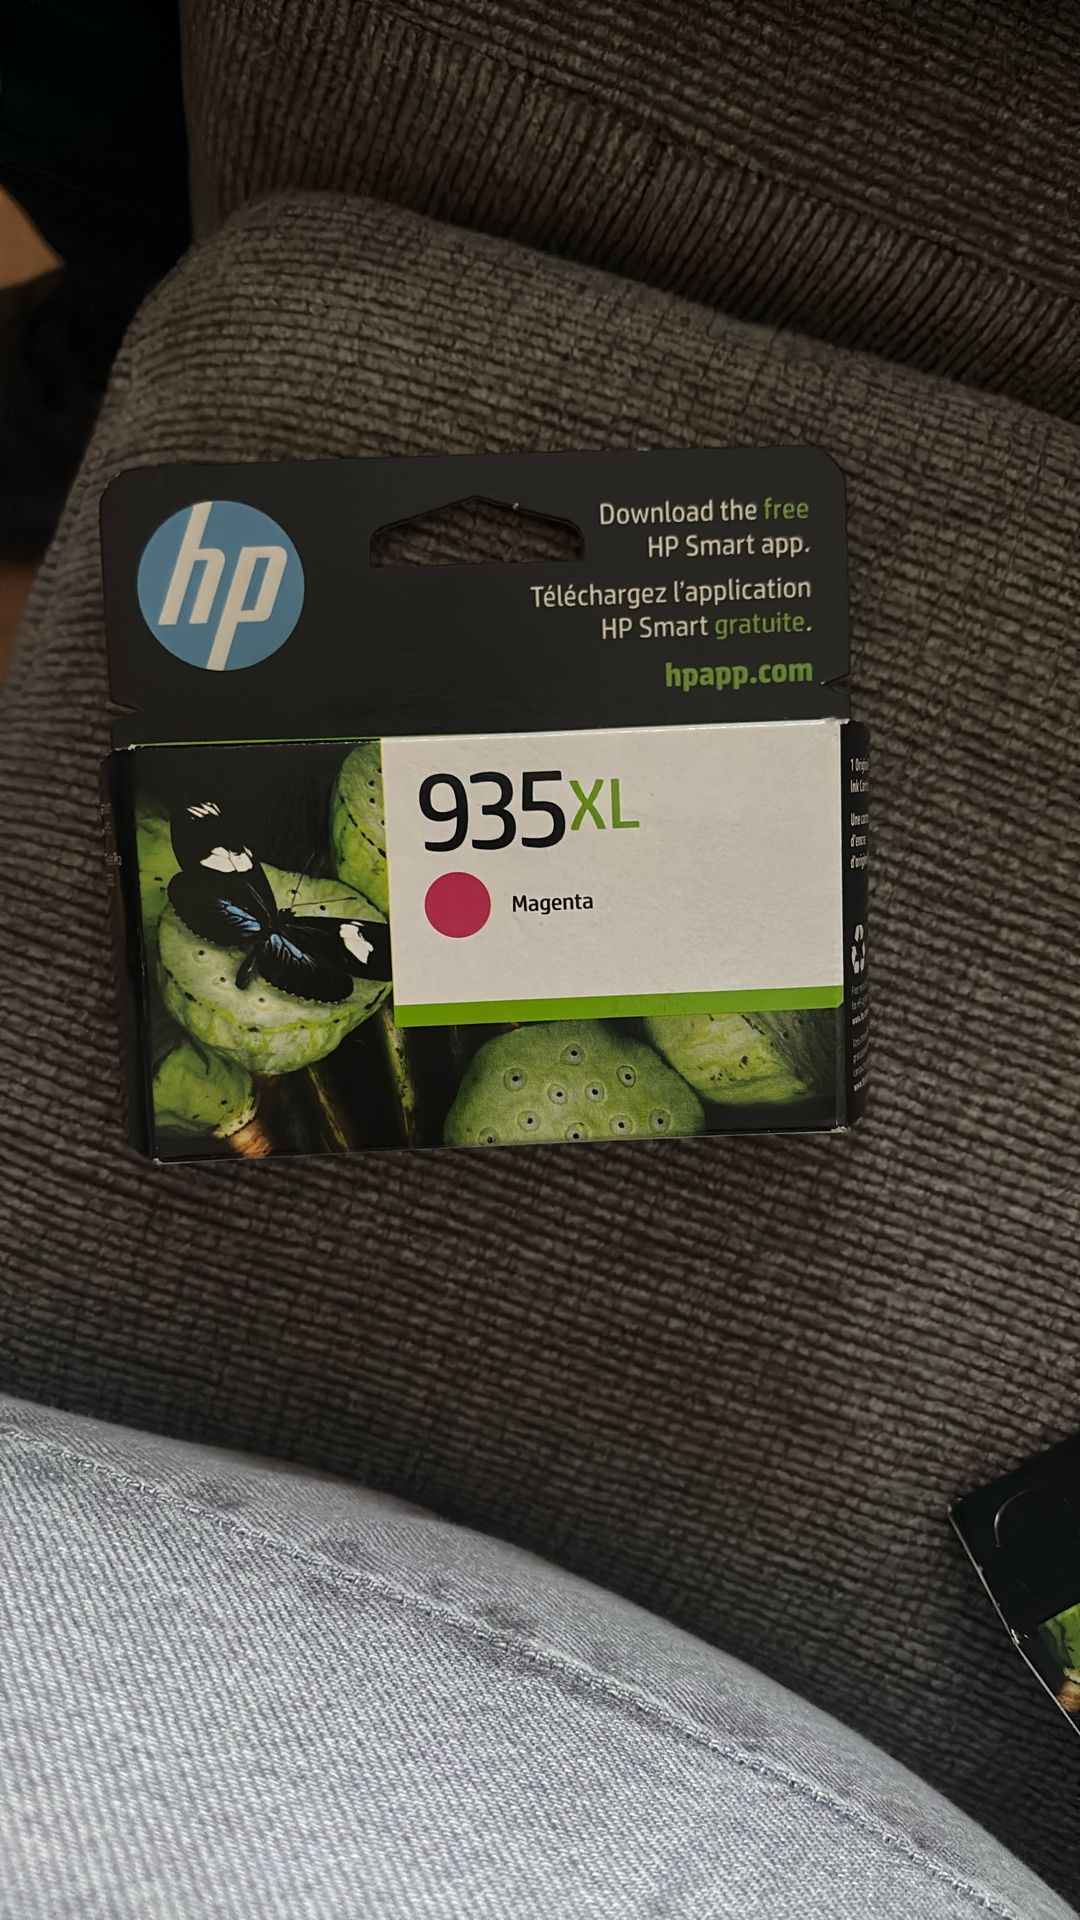 hp
Download the free
HP Smart app.
Téléchargez l'application
HP Smart gratuite.
hpapp.com
935XL
Magenta